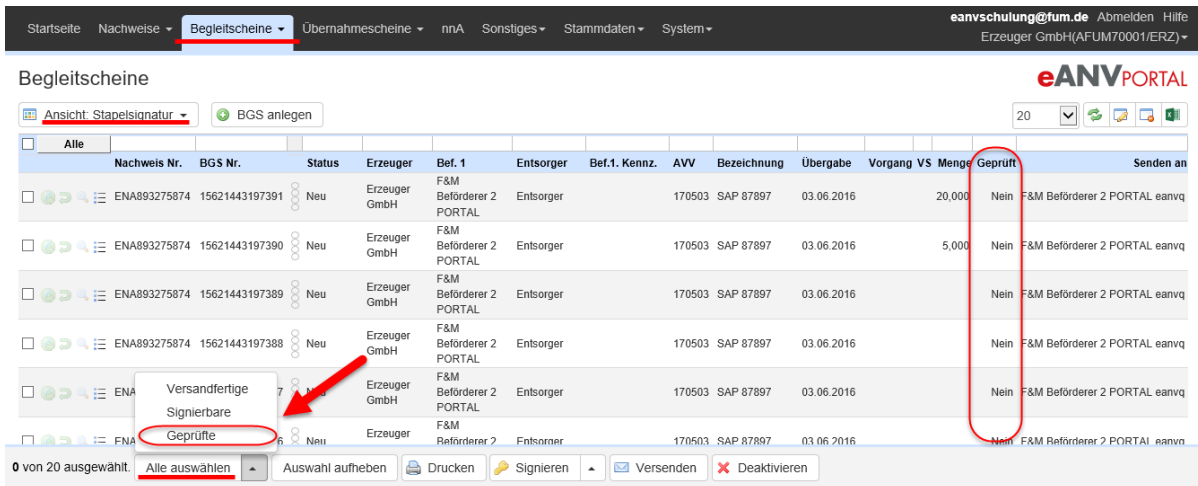 eanvschulung@fum.de Abmelden Hilfe
Startseite Nachweise Begleitscheine Übernahmescheine nnA Sonstiges Stammdaten System
Erzeuger GmbH(AFUM70001/ERZ)
Begleitscheine
eANVPORTAL
Ansicht: Stapelsignatur BGS anlegen 20
Alle
Nachweis Nr. BGS Nr. Status Erzeuger Bef. 1 Entsorger Bef.1. Kennz. AVV Bezeichnung Übergabe Vorgang VS Menge Geprüft Senden an
ENA893275874 15621443197391 Neu Erzeuger GmbH F&M Beförderer 2 PORTAL Entsorger 170503 SAP 87897 03.06.2016 20,000 Nein F&M Beförderer 2 PORTAL eanvq
ENA893275874 15621443197390 Neu Erzeuger GmbH F&M Beförderer 2 PORTAL Entsorger 170503 SAP 87897 03.06.2016 5,000 Nein F&M Beförderer 2 PORTAL eanvq
ENA893275874 15621443197389 Neu Erzeuger GmbH F&M Beförderer 2 PORTAL Entsorger 170503 SAP 87897 03.06.2016 Nein F&M Beförderer 2 PORTAL eanvq
ENA893275874 15621443197388 Neu Erzeuger GmbH F&M Beförderer 2 PORTAL Entsorger 170503 SAP 87897 03.06.2016 Nein F&M Beförderer 2 PORTAL eanvq
ENA 7 Erzeuger GmbH F&M Beförderer 2 PORTAL Entsorger 170503 SAP 87897 03.06.2016 Nein F&M Beförderer 2 PORTAL eanvq
ENA 6 Neu Erzeuger F&M Beförderer 2 Entsorger 170503 SAP 87897 03.06.2016 Nein F&M Beförderer 2 PORTAL eanvq
Versandfertige
Signierbare
Geprüfte
0 von 20 ausgewählt. Alle auswählen Auswahl aufheben Drucken Signieren Versenden Deaktivieren